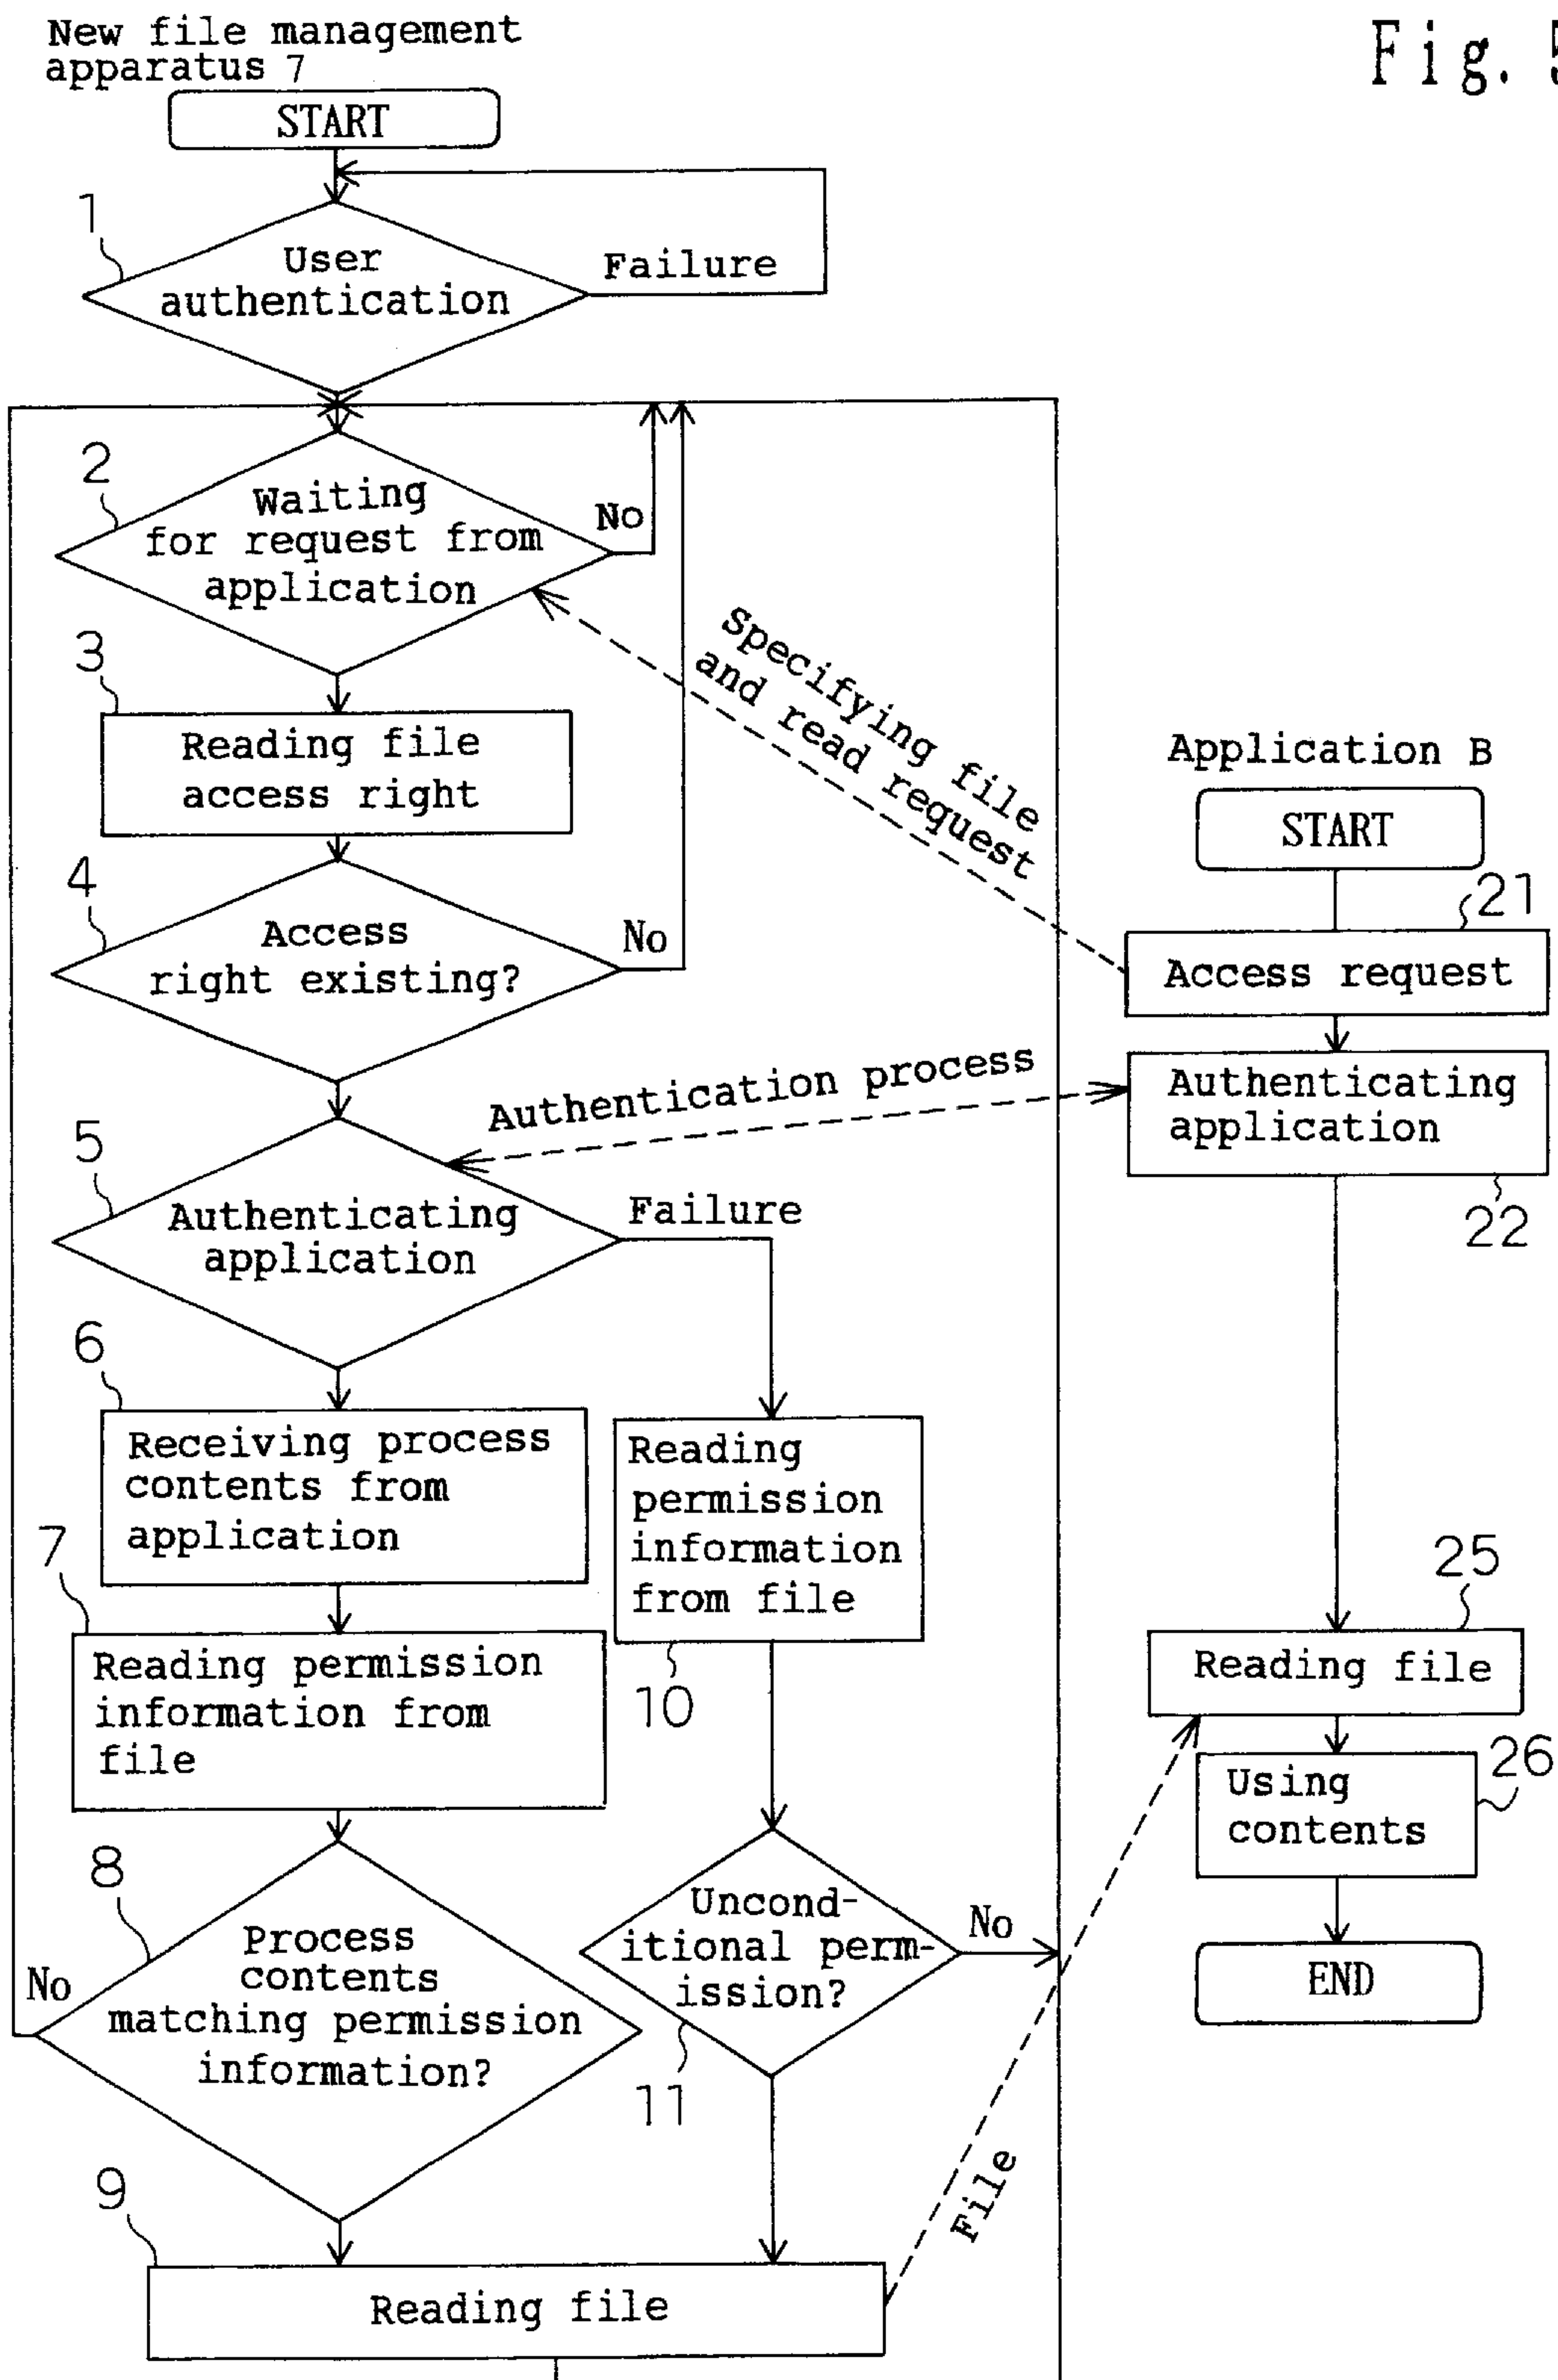 New file management
apparatus 7
Fig. 5
START
1
User
authentication
Failure
2
Waiting
for request from
application
No
3
Reading file
access right
Specifying file
and read request
Application B
START
4
Access
right existing?
No
21
Access request
Authentication process
Authenticating
application
22
5
Authenticating
application
Failure
6
Receiving process
contents from
application
Reading
permission
information
from file
10
7
Reading permission
information from
file
25
Reading file
26
Using
contents
8
Process
contents
matching permission
information?
No
Uncond-
itional perm-
ission?
No
11
END
File
9
Reading file